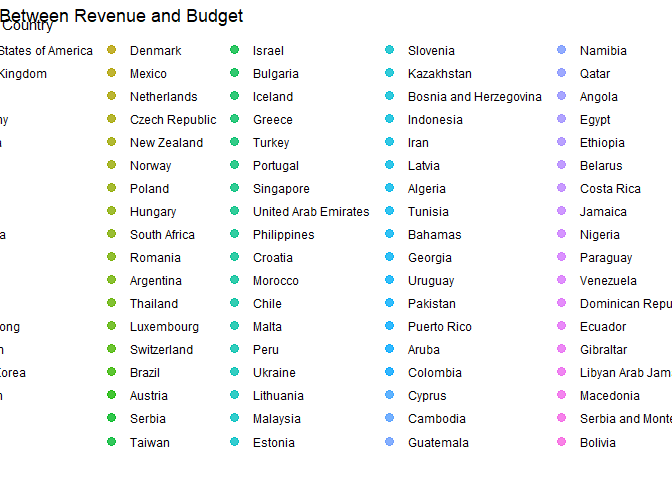 Between Revenue and Budget
Country
States of America
Kingdom
ny
a
a
ong
n
Korea
n
Denmark
Mexico
Netherlands
Czech Republic
New Zealand
Norway
Poland
Hungary
South Africa
Romania
Argentina
Thailand
Luxembourg
Switzerland
Brazil
Austria
Serbia
Taiwan
Israel
Bulgaria
Iceland
Greece
Turkey
Portugal
Singapore
United Arab Emirates
Philippines
Croatia
Morocco
Chile
Malta
Peru
Ukraine
Lithuania
Malaysia
Estonia
Slovenia
Kazakhstan
Bosnia and Herzegovina
Indonesia
Iran
Latvia
Algeria
Tunisia
Bahamas
Georgia
Uruguay
Pakistan
Puerto Rico
Aruba
Colombia
Cyprus
Cambodia
Guatemala
Namibia
Qatar
Angola
Egypt
Ethiopia
Belarus
Costa Rica
Jamaica
Nigeria
Paraguay
Venezuela
Dominican Repu
Ecuador
Gibraltar
Libyan Arab Jam
Macedonia
Serbia and Monte
Bolivia